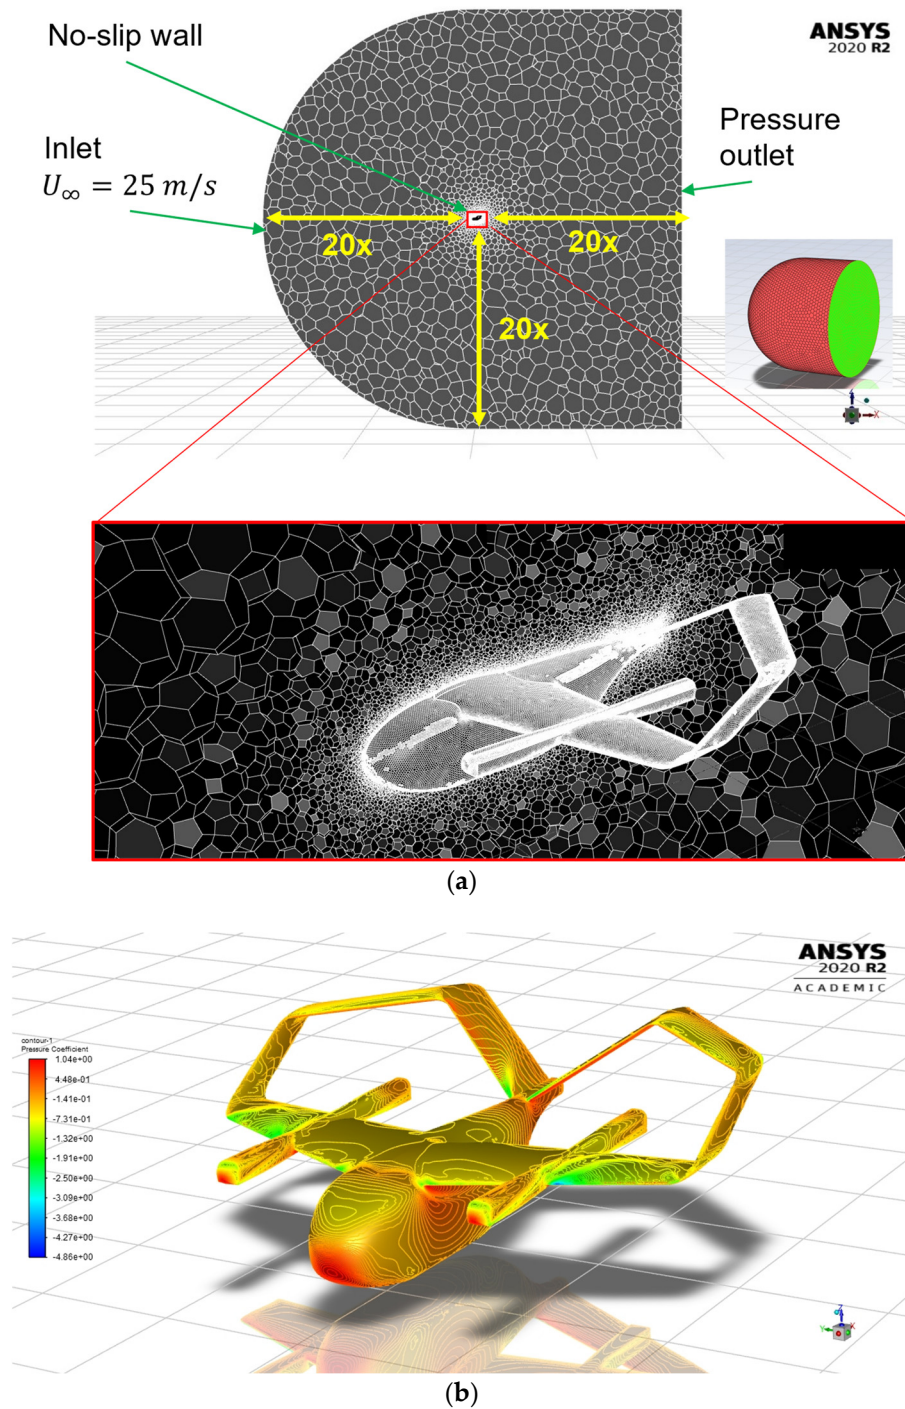 No-slip wall
ANSYS
2020 R2
Inlet
U∞ = 25 m/s
Pressure
outlet
20x
20x
20x
X
(a)
ANSYS
2020 R2
ACADEMIC
contour-1
Pressure Coefficient
1.04e+00
4.48e-01
-1.41e-01
-7.31e-01
-1.32e+00
-1.91e+00
-2.50e+00
-3.09e+00
-3.68e+00
-4.27e+00
-4.86e+00
Z
Y
X
(b)